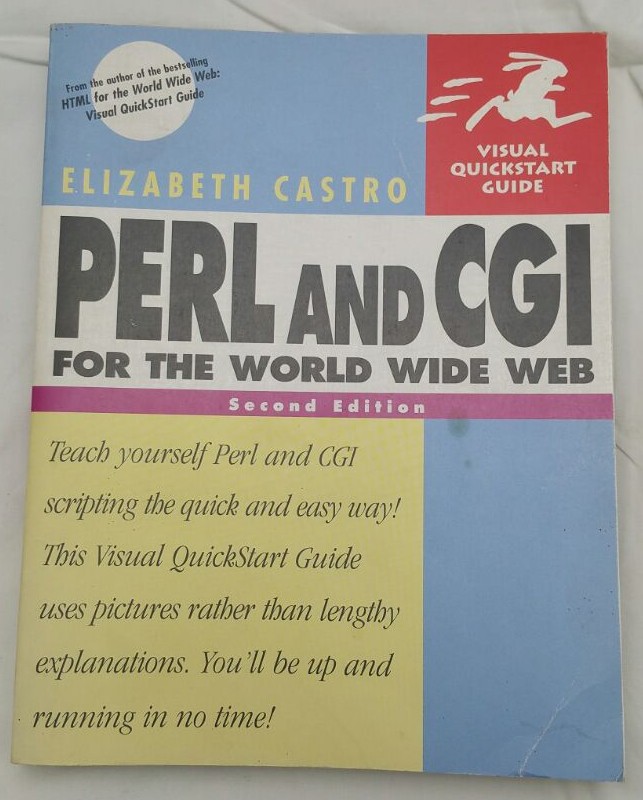 From the author of the bestselling
HTML for the World Wide Web:
Visual QuickStart Guide
VISUAL
QUICKSTART
GUIDE
ELIZABETH CASTRO
PERL AND CGI
FOR THE WORLD WIDE WEB
Second Edition
Teach yourself Perl and CGI
scripting the quick and easy way!
This Visual QuickStart Guide
uses pictures rather than lengthy
explanations. You'll be up and
running in no time!